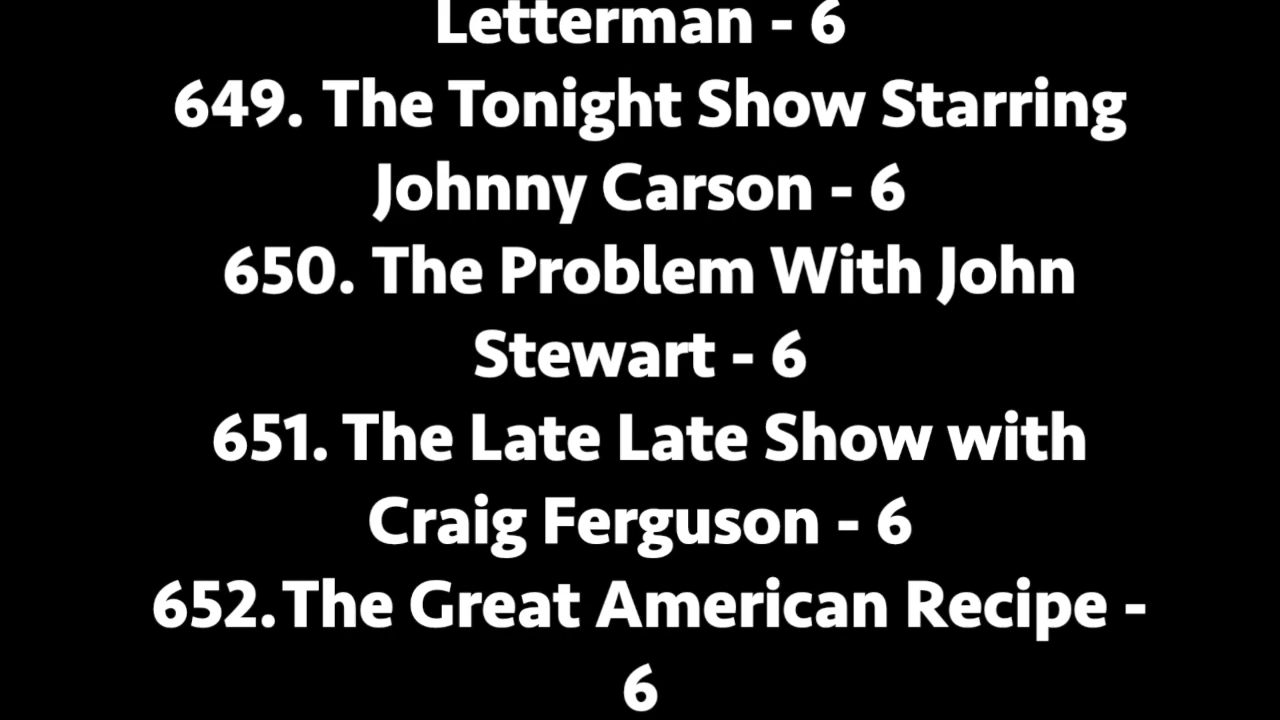 Letterman - 6
649. The Tonight Show Starring
Johnny Carson - 6
650. The Problem With John
Stewart - 6
651. The Late Late Show with
Craig Ferguson - 6
652. The Great American Recipe -
6